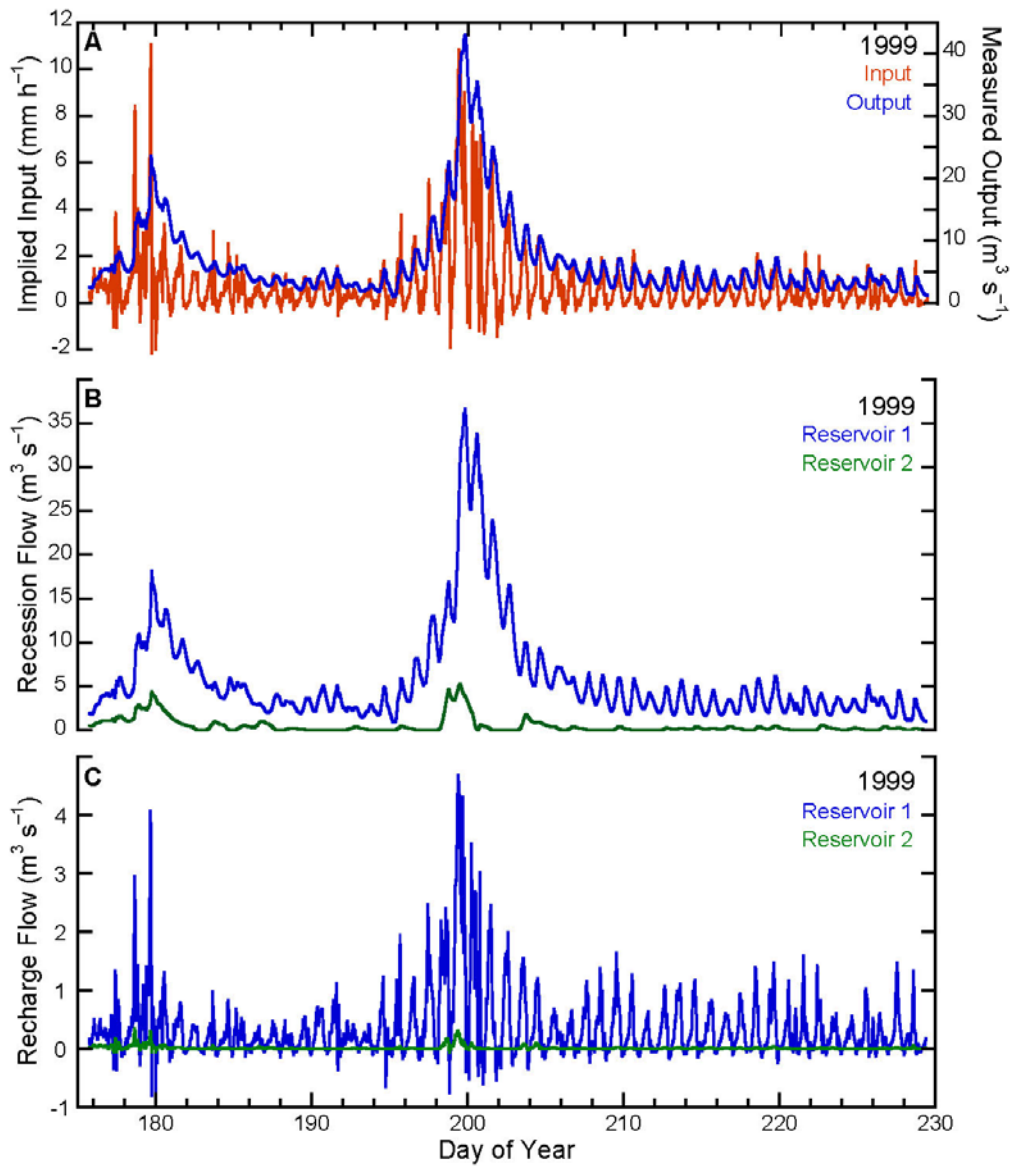 A
1999
Input
Output
Implied Input (mm h⁻¹)
12
10
8
6
4
2
0
-2
Measured Output (m³ s⁻¹)
40
30
20
10
0
B
1999
Reservoir 1
Reservoir 2
Recession Flow (m³ s⁻¹)
35
30
25
20
15
10
5
0
C
1999
Reservoir 1
Reservoir 2
Recharge Flow (m³ s⁻¹)
4
3
2
1
0
-1
180 190 200 210 220 230
Day of Year